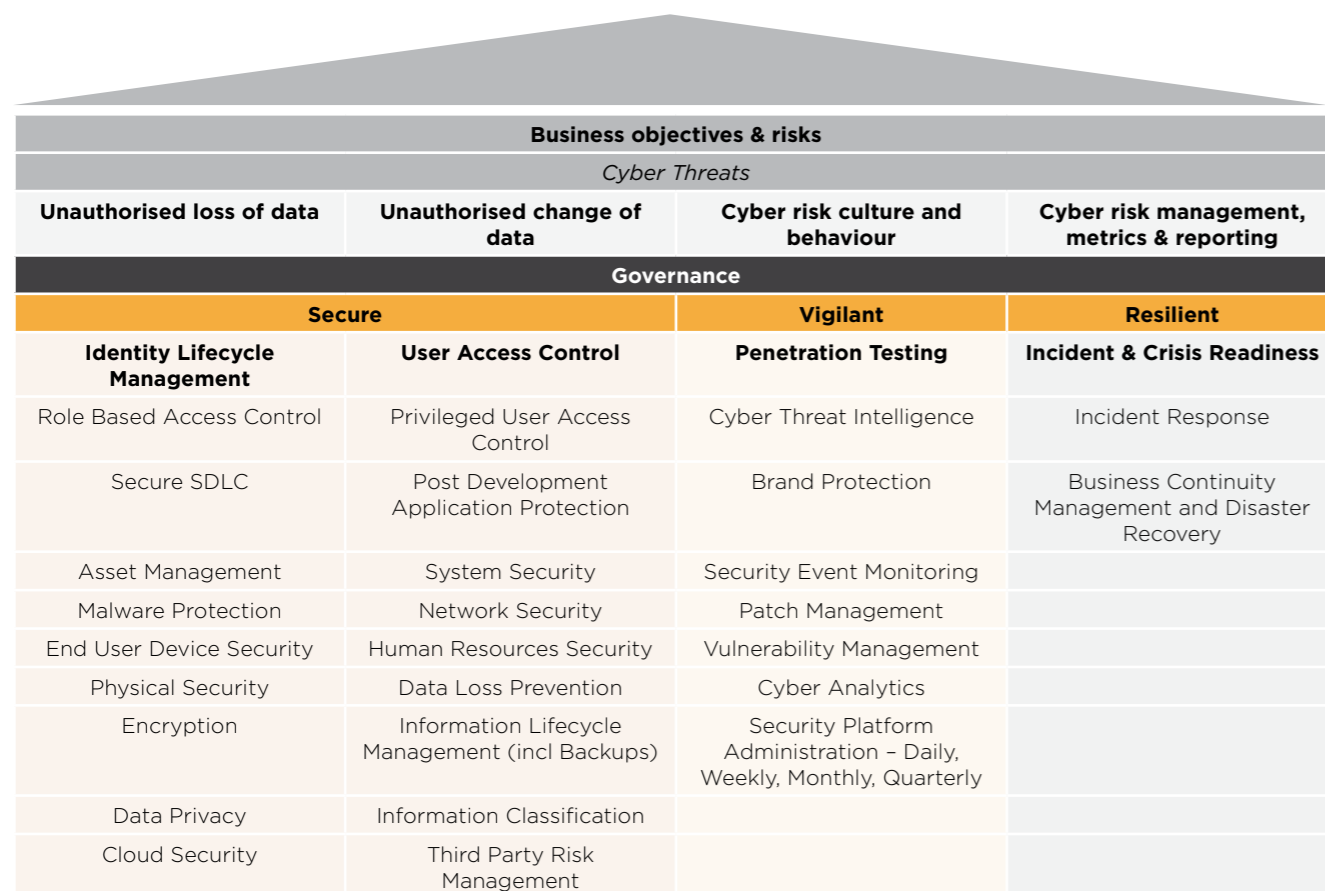 Business objectives & risks
Cyber Threats
Unauthorised loss of data
Unauthorised change of
data
Cyber risk culture and
behaviour
Cyber risk management,
metrics & reporting
Governance
Secure
Vigilant
Resilient
Identity Lifecycle
Management
User Access Control
Penetration Testing
Incident & Crisis Readiness
Role Based Access Control
Privileged User Access
Control
Cyber Threat Intelligence
Incident Response
Secure SDLC
Post Development
Application Protection
Brand Protection
Business Continuity
Management and Disaster
Recovery
Asset Management
System Security
Security Event Monitoring
Malware Protection
Network Security
Patch Management
End User Device Security
Human Resources Security
Vulnerability Management
Physical Security
Data Loss Prevention
Cyber Analytics
Encryption
Information Lifecycle
Management (incl Backups)
Security Platform
Administration – Daily,
Weekly, Monthly, Quarterly
Data Privacy
Information Classification
Cloud Security
Third Party Risk
Management